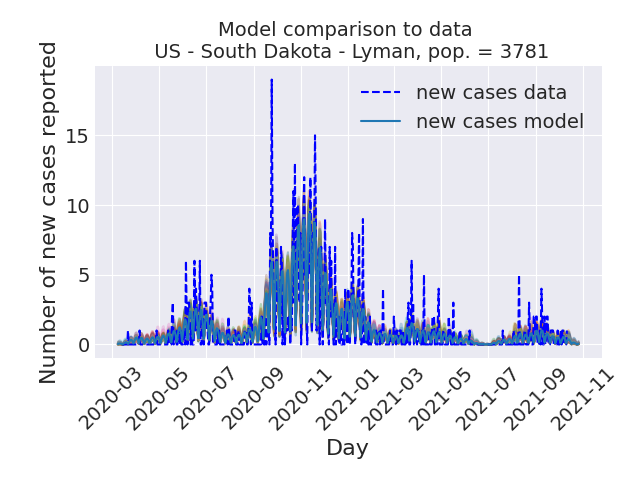 Model comparison to data
US - South Dakota - Lyman, pop. = 3781
Number of new cases reported
new cases data
new cases model
15
10
5
0
2020-03
2020-05
2020-07
2020-09
2020-11
2021-01
2021-03
2021-05
2021-07
2021-09
2021-11
Day